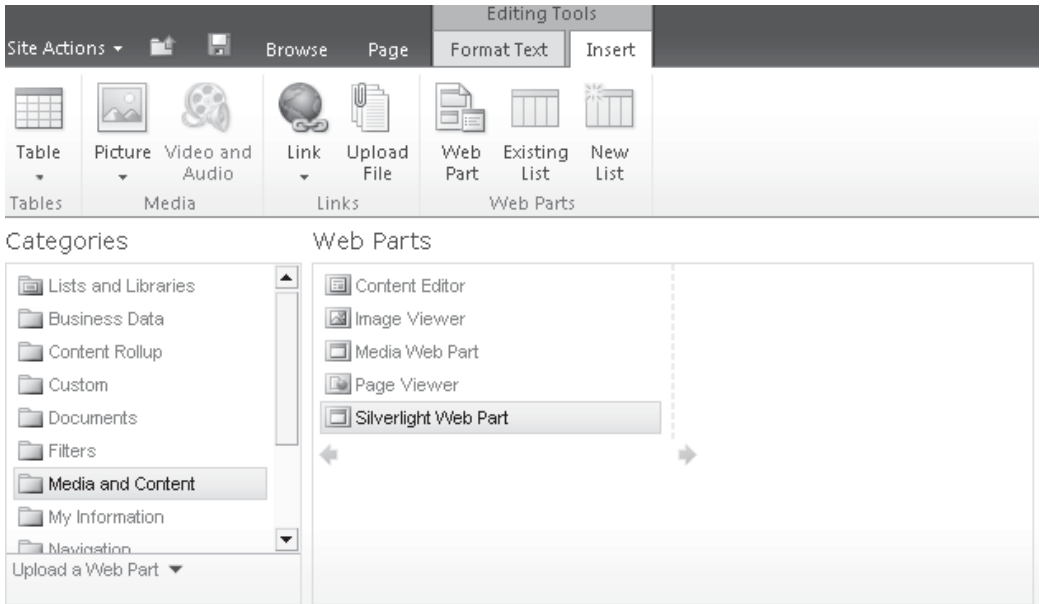 Editing Tools
Site Actions Browse Page Format Text Insert
Table Picture Video and Audio Link Upload File Web Part Existing List New List
Tables Media Links Web Parts
Categories
Lists and Libraries
Business Data
Content Rollup
Custom
Documents
Filters
Media and Content
My Information
Navigation
Upload a Web Part
Web Parts
Content Editor
Image Viewer
Media Web Part
Page Viewer
Silverlight Web Part